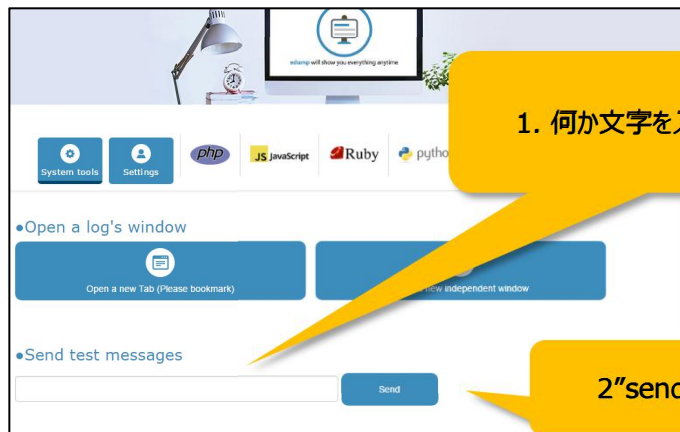 edamp will show you everything anytime
1. 何か文字を
System tools
Settings
php
JS JavaScript
Ruby
●Open a log's window
Open a new Tab (Please bookmark)
new independent window
●Send test messages
Send
2"send